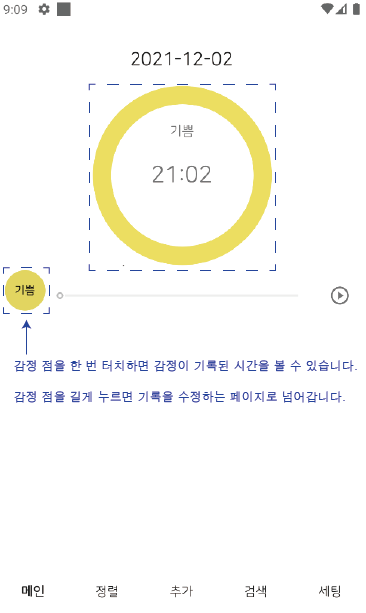 9:09
2021-12-02
기쁨
21:02
기쁨
감정 점을 한 번 터치하면 감정이 기록된 시간을 볼 수 있습니다.
감정 점을 길게 누르면 기록을 수정하는 페이지로 넘어갑니다.
메인 정렬 추가 검색 세팅